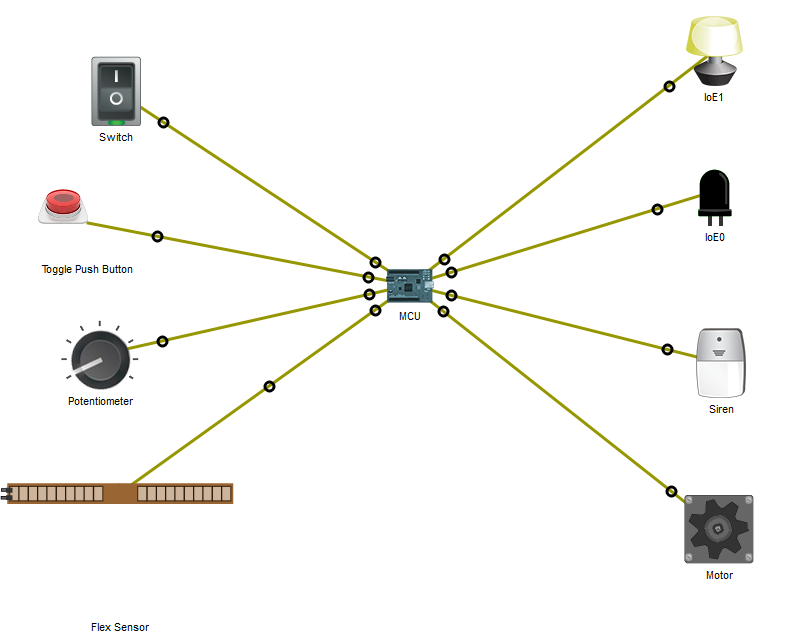 Switch
IoE1
Toggle Push Button
IoE0
MCU
Potentiometer
Siren
Motor
Flex Sensor